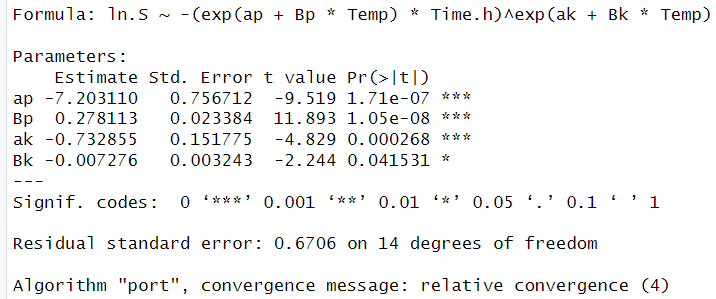 Formula: ln.S ~ -(exp(ap + Bp * Temp) * Time.h)^exp(ak + Bk * Temp)
Parameters:
Estimate Std. Error t value Pr(>|t|)
ap -7.203110 0.756712 -9.519 1.71e-07 ***
Bp 0.278113 0.023384 11.893 1.05e-08 ***
ak -0.732855 0.151775 -4.829 0.000268 ***
Bk -0.007276 0.003243 -2.244 0.041531 *
---
Signif. codes: 0 ‘***’ 0.001 ‘**’ 0.01 ‘*’ 0.05 ‘.’ 0.1 ‘ ’ 1
Residual standard error: 0.6706 on 14 degrees of freedom
Algorithm "port", convergence message: relative convergence (4)